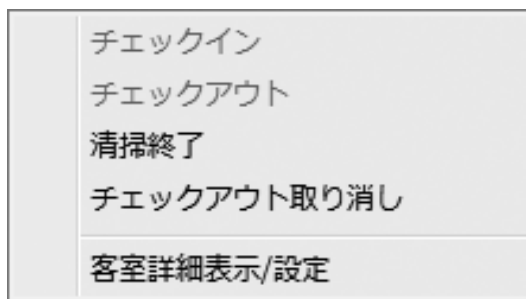 チェックイン
チェックアウト
清掃終了
チェックアウト取り消し
客室詳細表示/設定